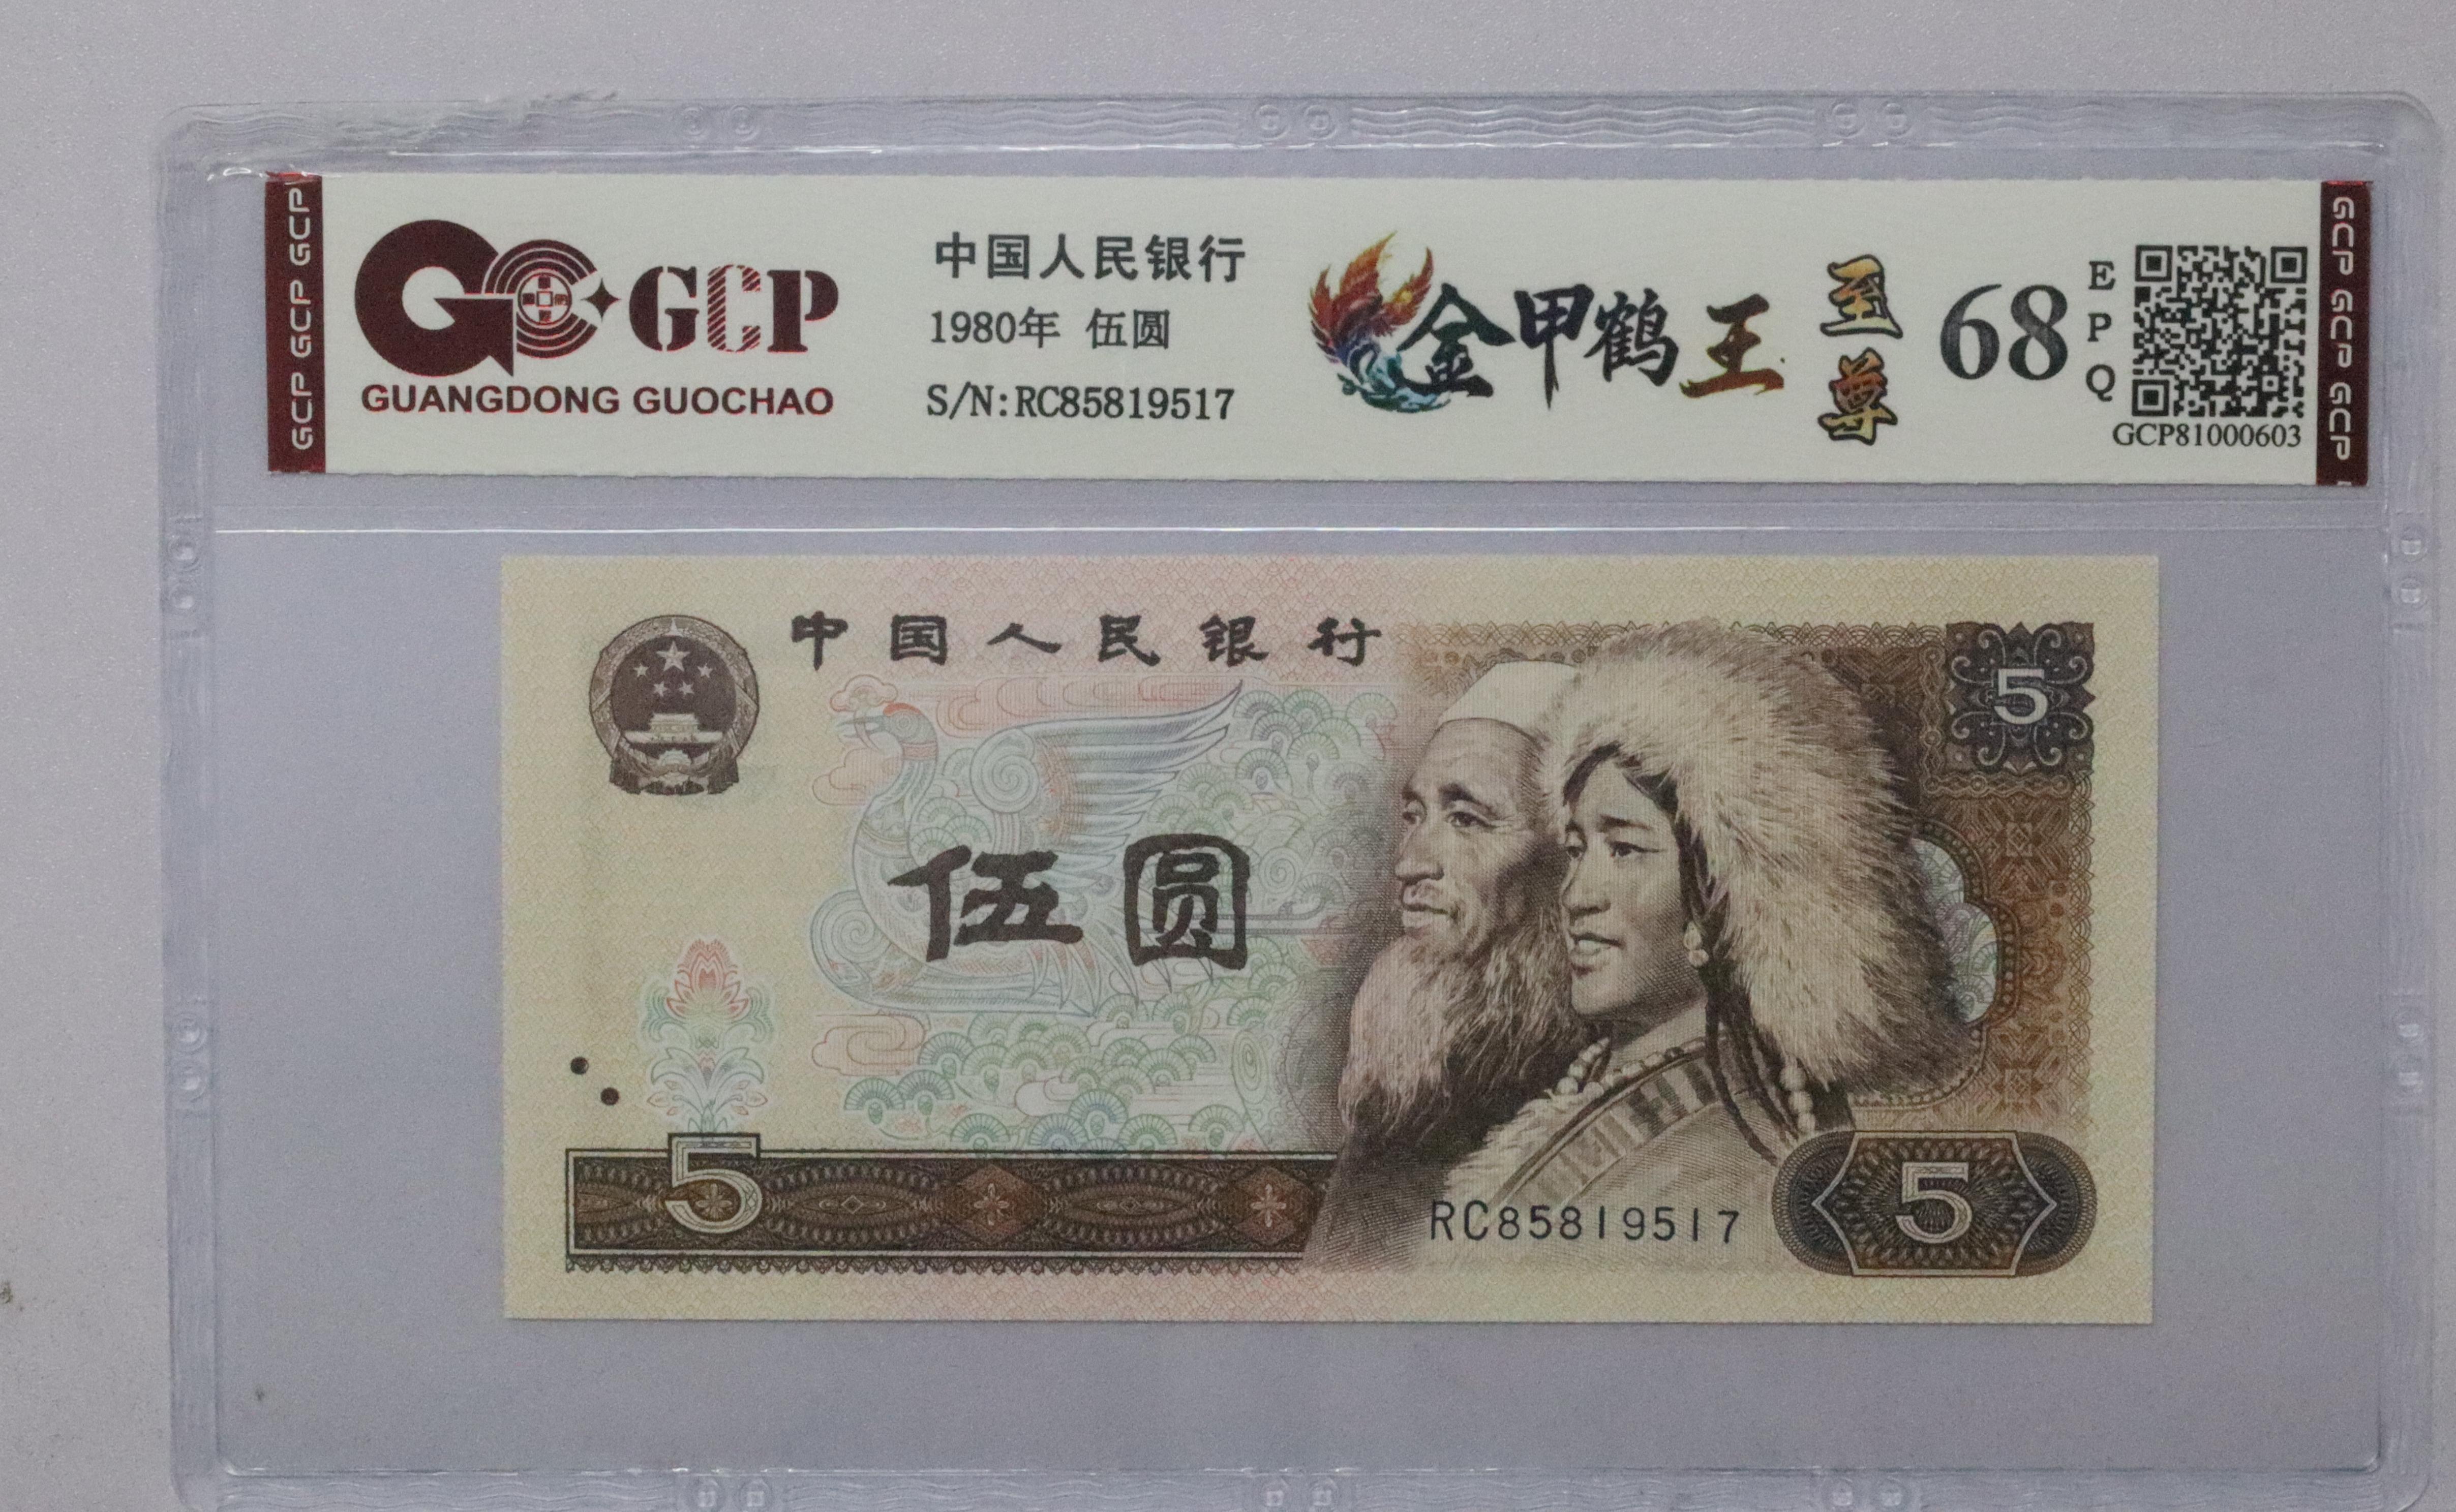 GCP GCP GCP
GCP
GUANGDONG GUOCHAO
中国人民银行
1980年 伍圆
S/N:RC85819517
金甲鹤王
至尊
68
EPQ
GCP81000603
GCP GCP GCP
中国人民银行
5
伍圆
5
RC85819517
5